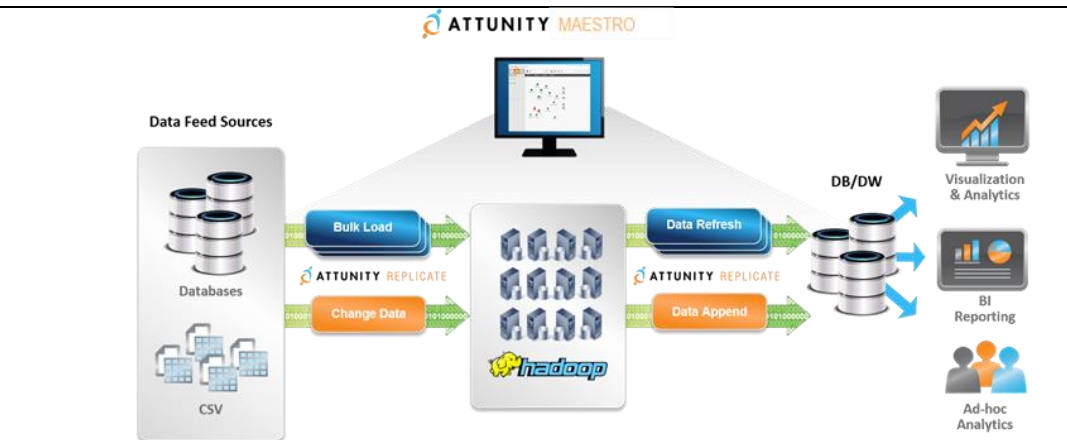 ATTUNITY MAESTRO
Data Feed Sources
Databases
CSV
Bulk Load
ATTUNITY REPLICATE
Change Data
hadoop
Data Refresh
ATTUNITY REPLICATE
Data Append
DB/DW
Visualization
& Analytics
BI
Reporting
Ad-hoc
Analytics